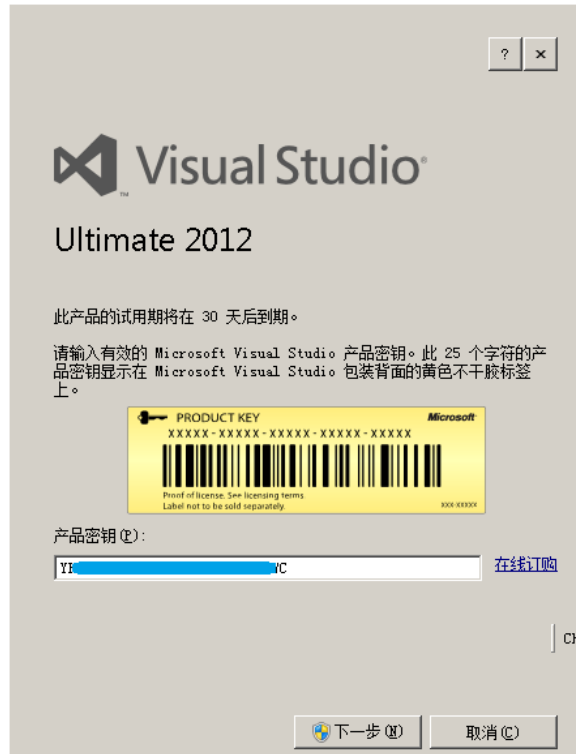 ? ×
Visual Studio
™
Ultimate 2012
此产品的试用期将在 30 天后到期。
请输入有效的 Microsoft Visual Studio 产品密钥。此 25 个字符的产
品密钥显示在 Microsoft Visual Studio 包装背面的黄色不干胶标签
上。
PRODUCT KEY Microsoft
XXXXX-XXXXX-XXXXX-XXXXX-XXXXX
Proof of license. See licensing terms.
Label not to be sold separately. XXX-XXXXX
产品密钥(P):
在线订购
下一步(N) 取消(C)